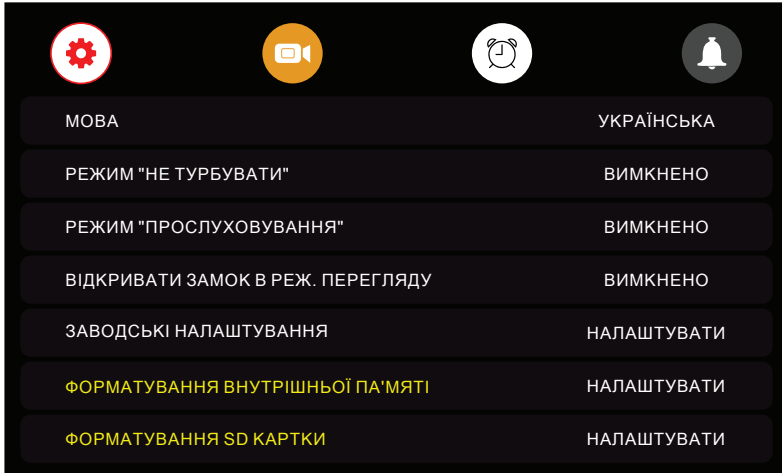 МОВА УКРАЇНСЬКА
РЕЖИМ "НЕ ТУРБУВАТИ" ВИМКНЕНО
РЕЖИМ "ПРОСЛУХОВУВАННЯ" ВИМКНЕНО
ВІДКРИВАТИ ЗАМОК В РЕЖ. ПЕРЕГЛЯДУ ВИМКНЕНО
ЗАВОДСЬКІ НАЛАШТУВАННЯ НАЛАШТУВАТИ
ФОРМАТУВАННЯ ВНУТРІШНЬОЇ ПА'МЯТІ НАЛАШТУВАТИ
ФОРМАТУВАННЯ SD КАРТКИ НАЛАШТУВАТИ